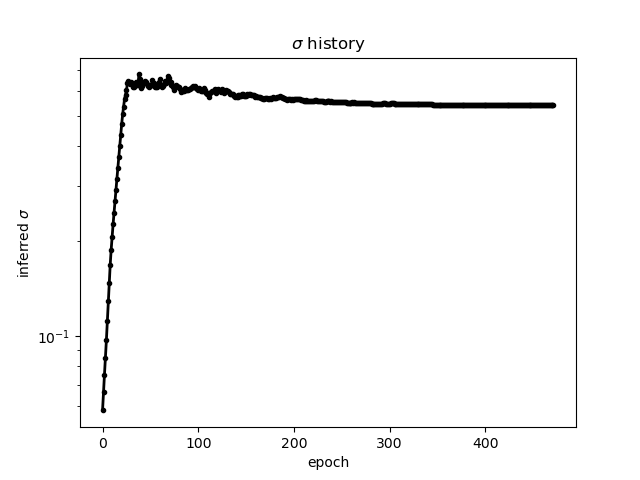 σ history
inferred σ
10⁻¹
0 100 200 300 400
epoch